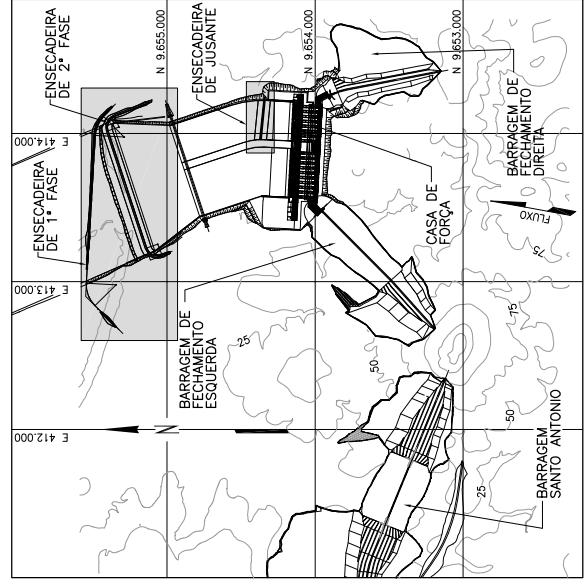 ENSECADEIRA
DE 1ª FASE
ENSECADEIRA
DE 2ª FASE
ENSECADEIRA
DE JUSANTE
BARRAGEM DE
FECHAMENTO
ESQUERDA
CASA DE
FORÇA
BARRAGEM DE
FECHAMENTO
DIREITA
BARRAGEM
SANTO ANTONIO
FLUXO
N
N 9.655.000
N 9.654.000
N 9.653.000
E 414.000
E 413.000
E 412.000
25
50
75
75
50
25